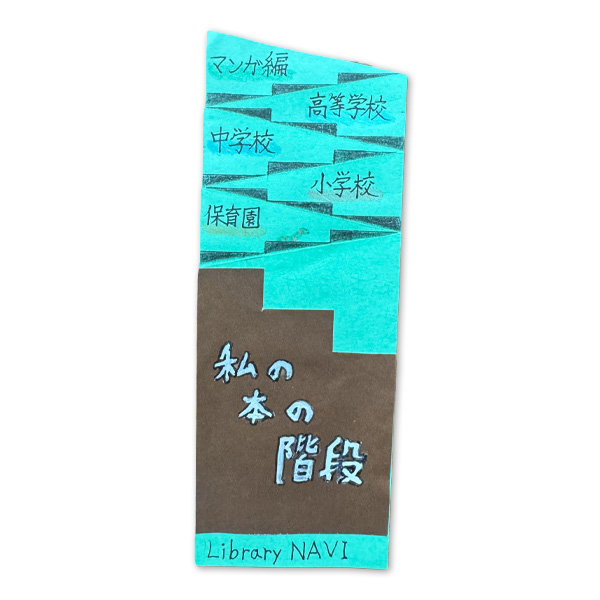 マンガ編
高等学校
中学校
小学校
保育園
私の
本の
階段
Library NAVI